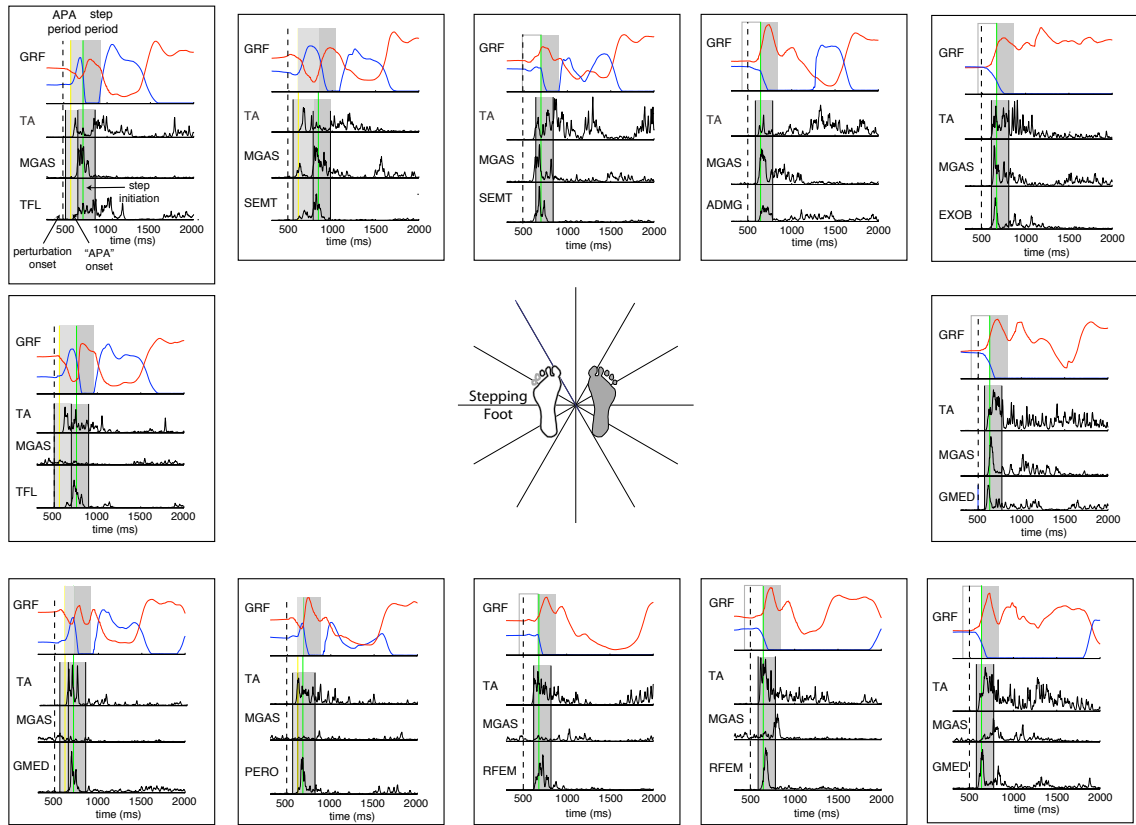 APA step
period period
GRF
TA
MGAS
step
initiation
TFL
500 1000 1500 2000
time (ms)
perturbation
onset
“APA”
onset
GRF
TA
MGAS
SEMT
500 1000 1500 2000
time (ms)
GRF
TA
MGAS
SEMT
500 1000 1500 2000
time (ms)
GRF
TA
MGAS
ADMG
500 1000 1500 2000
time (ms)
GRF
TA
MGAS
EXOB
500 1000 1500 2000
time (ms)
GRF
TA
MGAS
TFL
500 1000 1500 2000
time (ms)
Stepping
Foot
GRF
TA
MGAS
GMED
500 1000 1500 2000
time (ms)
GRF
TA
MGAS
GMED
500 1000 1500 2000
time (ms)
GRF
TA
MGAS
PERO
500 1000 1500 2000
time (ms)
GRF
TA
MGAS
RFEM
500 1000 1500 2000
time (ms)
GRF
TA
MGAS
RFEM
500 1000 1500 2000
time (ms)
GRF
TA
MGAS
GMED
500 1000 1500 2000
time (ms)